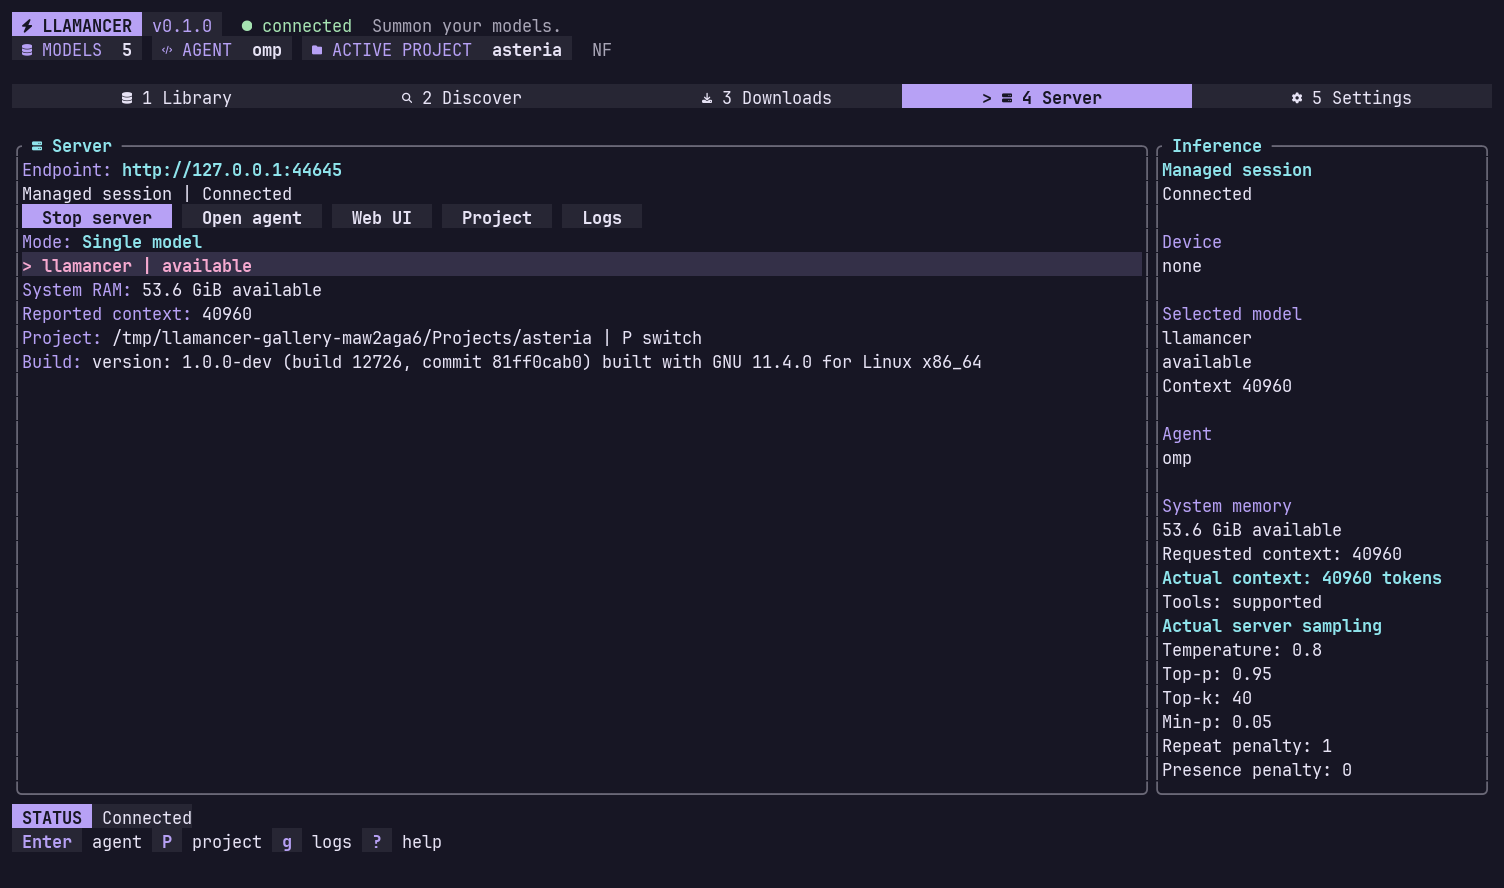 LLAMANCER v0.1.0 ● connected Summon your models.
MODELS 5 </> AGENT omp ACTIVE PROJECT asteria NF
1 Library 2 Discover 3 Downloads > 4 Server 5 Settings
Server
Endpoint: http://127.0.0.1:44645
Managed session | Connected
Stop server Open agent Web UI Project Logs
Mode: Single model
> llamancer | available
System RAM: 53.6 GiB available
Reported context: 40960
Project: /tmp/llamancer-gallery-maw2aga6/Projects/asteria | P switch
Build: version: 1.0.0-dev (build 12726, commit 81ff0cab0) built with GNU 11.4.0 for Linux x86_64
Inference
Managed session
Connected
Device
none
Selected model
llamancer
available
Context 40960
Agent
omp
System memory
53.6 GiB available
Requested context: 40960
Actual context: 40960 tokens
Tools: supported
Actual server sampling
Temperature: 0.8
Top-p: 0.95
Top-k: 40
Min-p: 0.05
Repeat penalty: 1
Presence penalty: 0
STATUS Connected
Enter agent P project g logs ? help